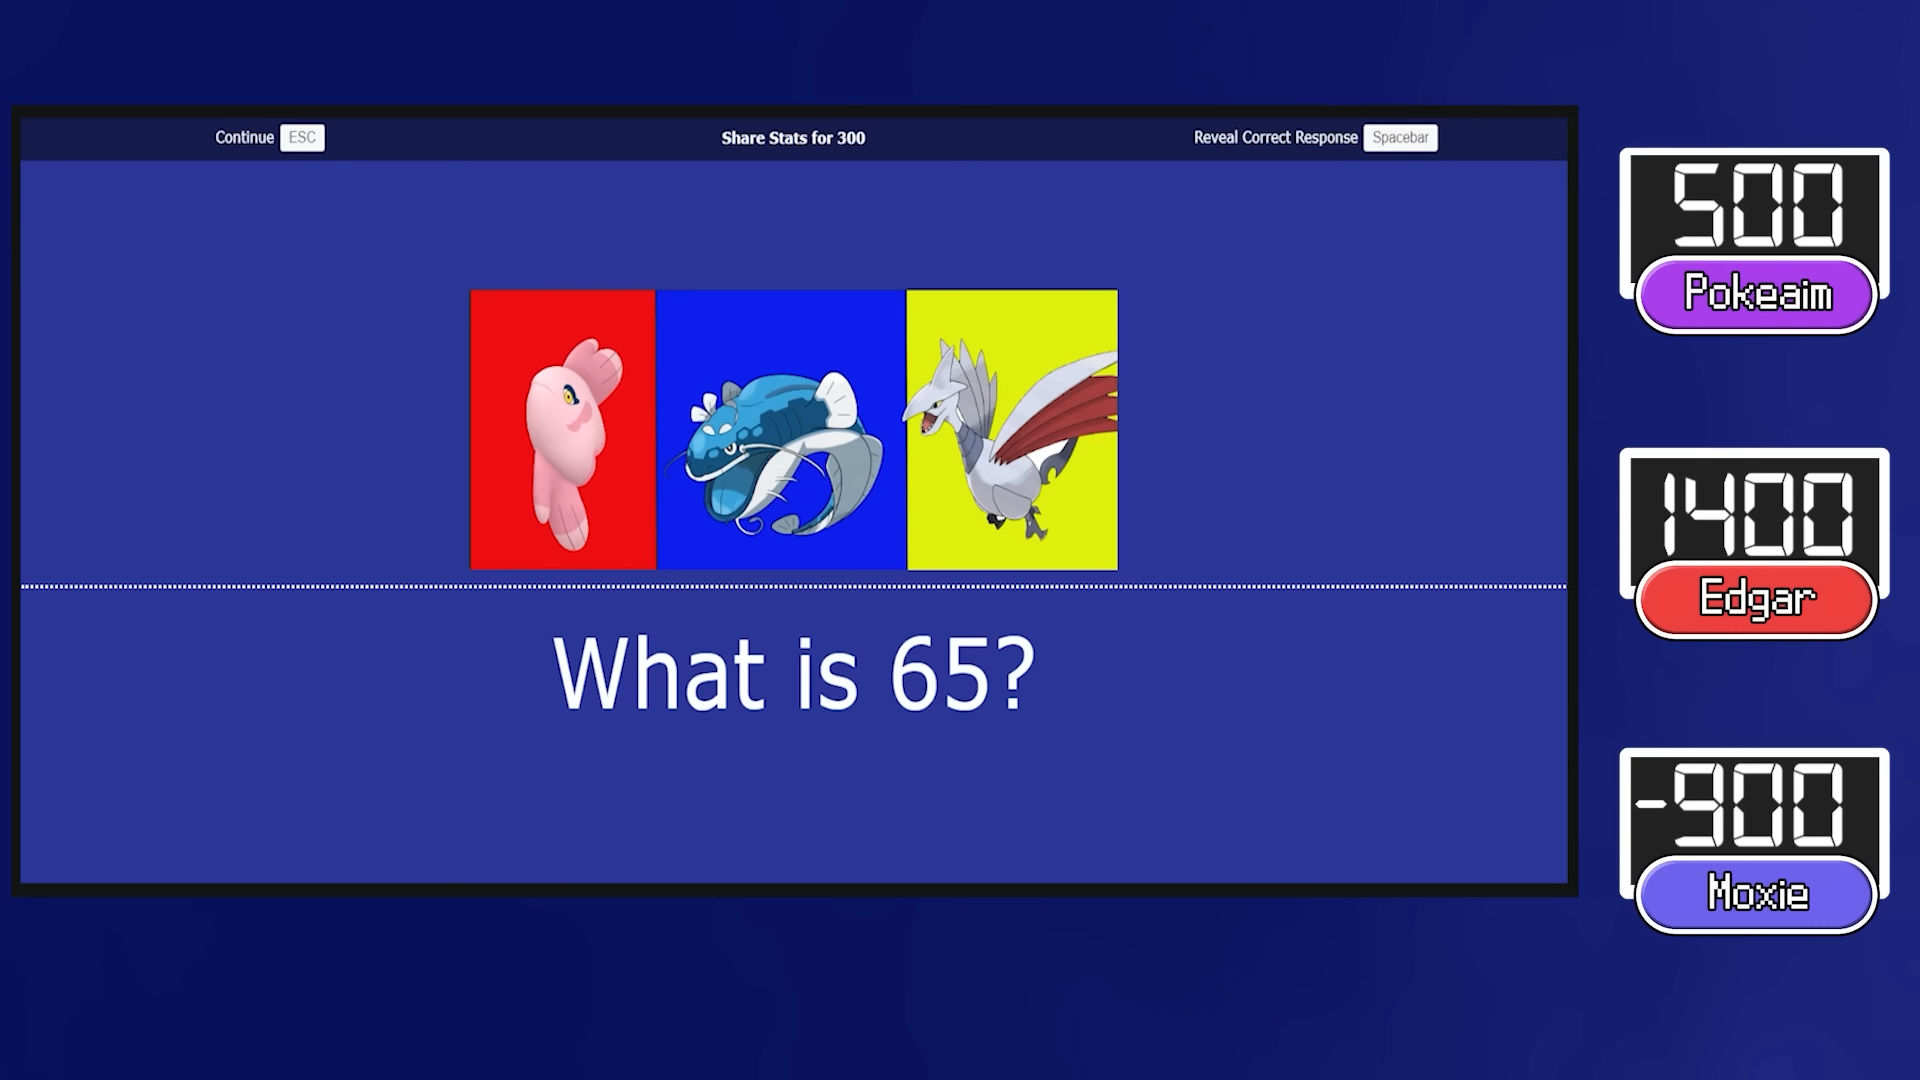 Continue ESC
Share Stats for 300
Reveal Correct Response Spacebar
What is 65?
500
Pokeaim
1400
Edgar
-900
Moxie